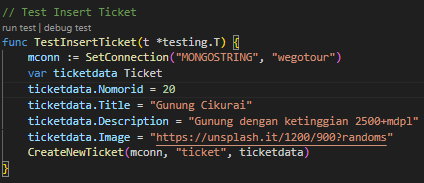 // Test Insert Ticket
run test | debug test
func TestInsertTicket(t *testing.T) {
mconn := SetConnection("MONGOSTRING", "wegotour")
var ticketdata Ticket
ticketdata.Nomorid = 20
ticketdata.Title = "Gunung Cikurai"
ticketdata.Description = "Gunung dengan ketinggian 2500+mdpl"
ticketdata.Image = "https://unsplash.it/1200/900?randoms"
CreateNewTicket(mconn, "ticket", ticketdata)
}